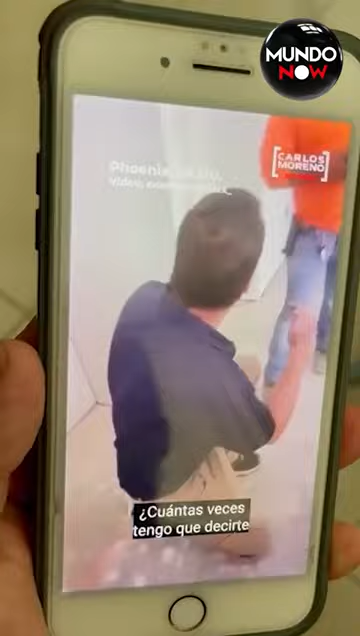 MUNDO
NOW
[CARLOS
MORENO]
Phoenix
¿Cuántas veces
tengo que decirte